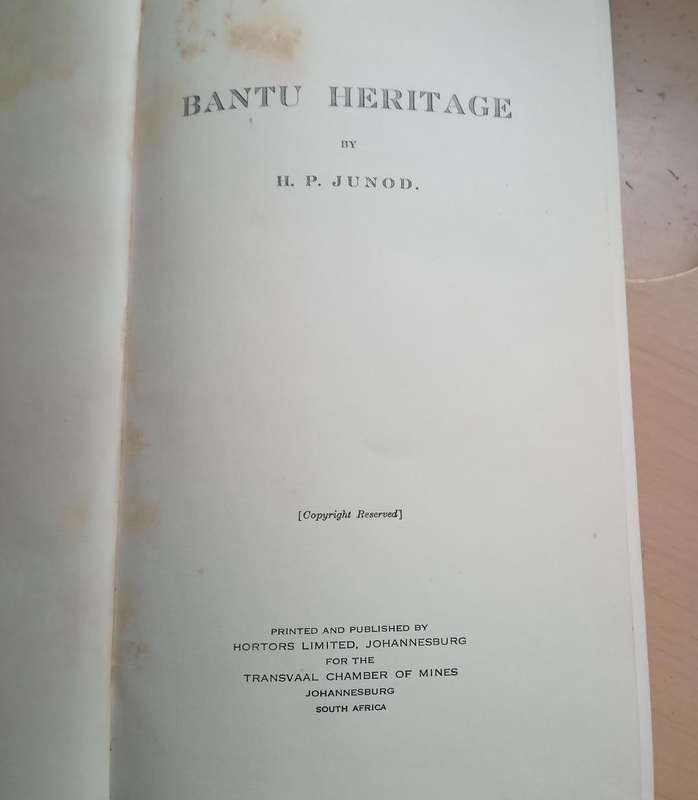 BANTU HERITAGE
BY
H. P. JUNOD.
[Copyright Reserved]
PRINTED AND PUBLISHED BY
HORTORS LIMITED, JOHANNESBURG
FOR THE
TRANSVAAL CHAMBER OF MINES
JOHANNESBURG
SOUTH AFRICA